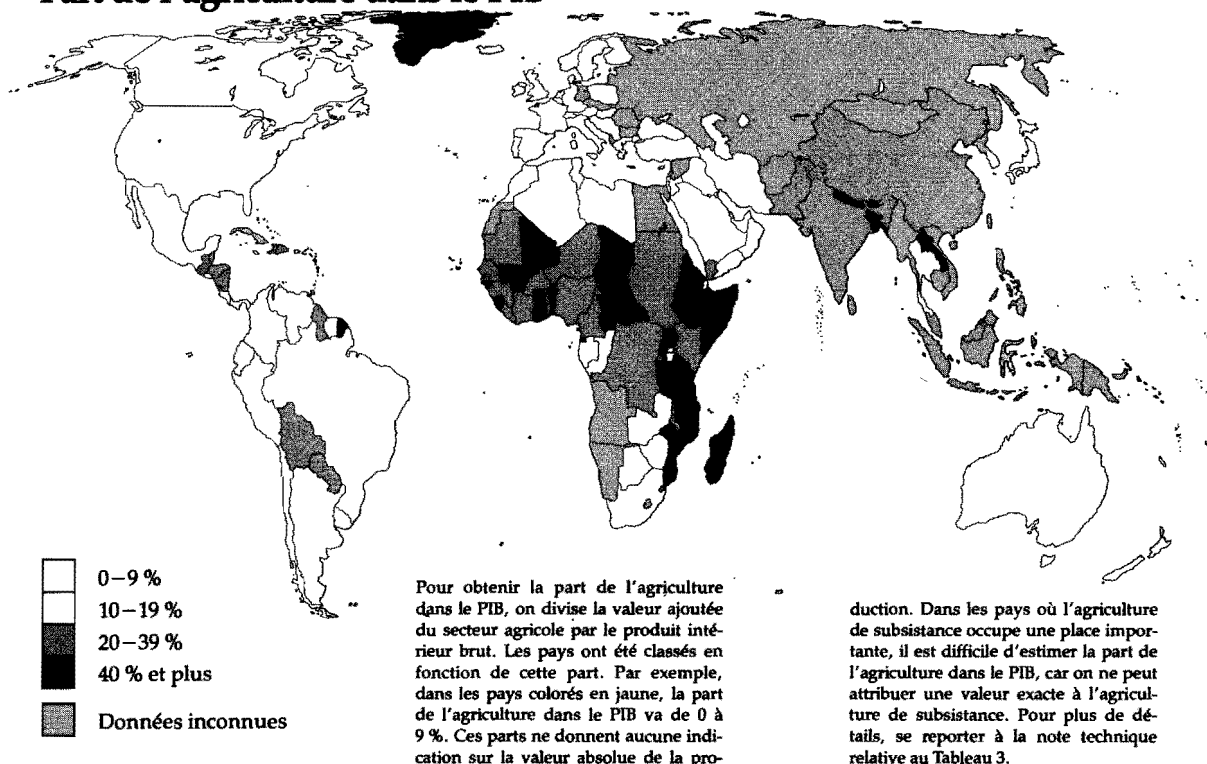 Part de l'agriculture dans le PIB
0–9 %
10–19 %
20–39 %
40 % et plus
Données inconnues
Pour obtenir la part de l'agriculture
dans le PIB, on divise la valeur ajoutée
du secteur agricole par le produit inté-
rieur brut. Les pays ont été classés en
fonction de cette part. Par exemple,
dans les pays colorés en jaune, la part
de l'agriculture dans le PIB va de 0 à
9 %. Ces parts ne donnent aucune indi-
cation sur la valeur absolue de la pro-
duction. Dans les pays où l'agriculture
de subsistance occupe une place impor-
tante, il est difficile d'estimer la part de
l'agriculture dans le PIB, car on ne peut
attribuer une valeur exacte à l'agricul-
ture de subsistance. Pour plus de dé-
tails, se reporter à la note technique
relative au Tableau 3.